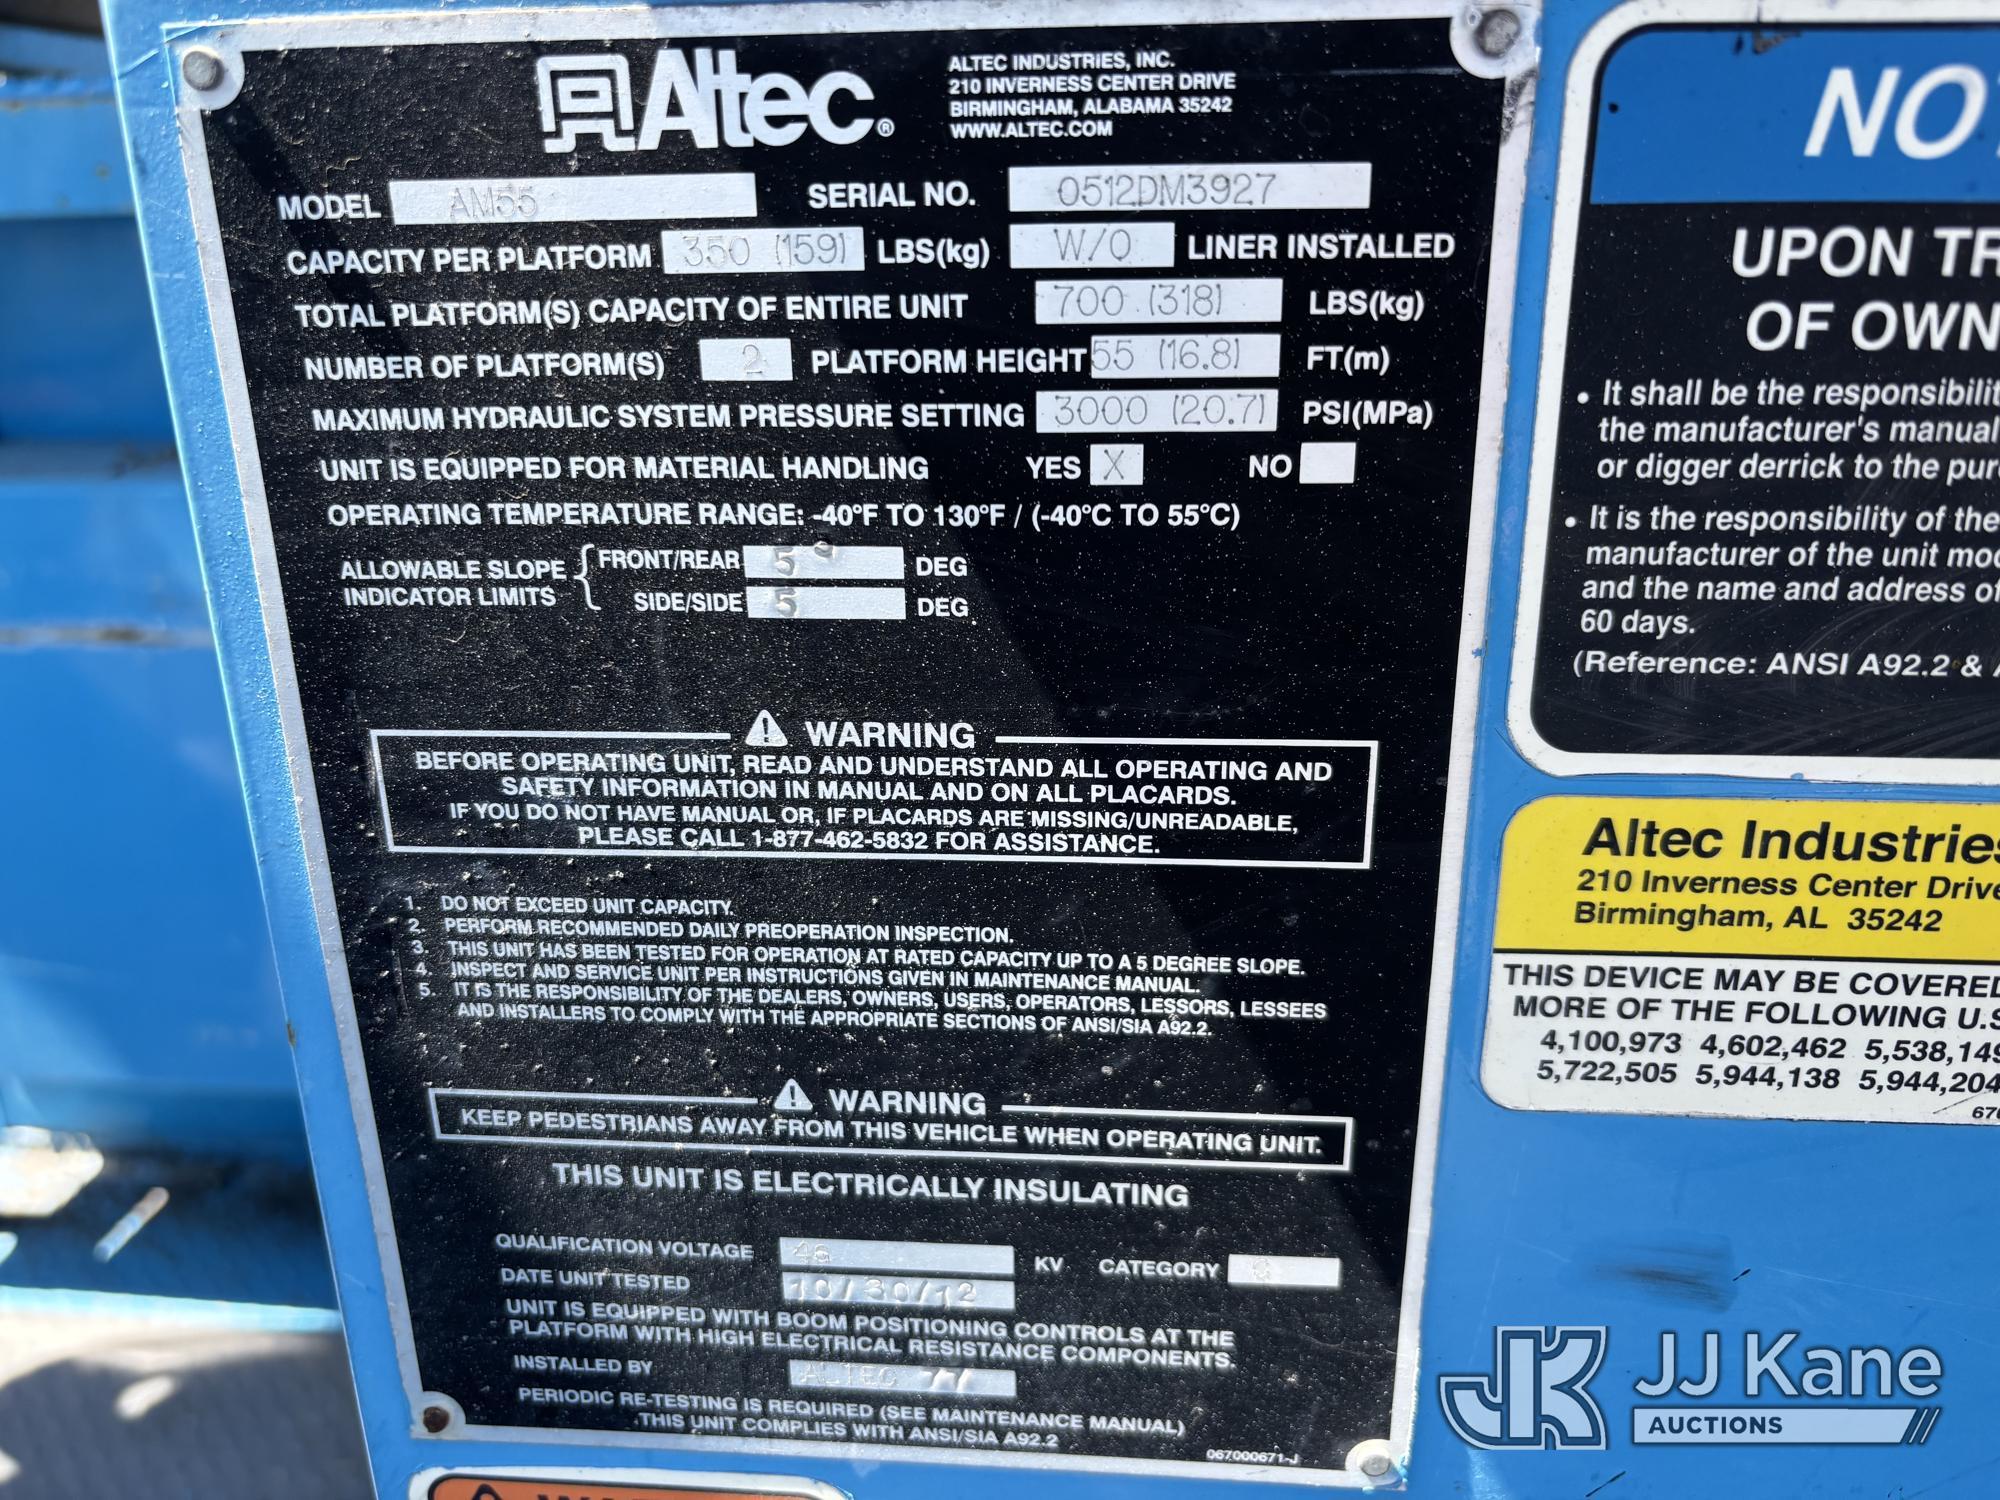 Altec®
ALTEC INDUSTRIES, INC.
210 INVERNESS CENTER DRIVE
BIRMINGHAM, ALABAMA 35242
WWW.ALTEC.COM
MODEL AM55 SERIAL NO. 0512DM3927
CAPACITY PER PLATFORM 350 (159) LBS(kg) W/O LINER INSTALLED
TOTAL PLATFORM(S) CAPACITY OF ENTIRE UNIT 700 (318) LBS(kg)
NUMBER OF PLATFORM(S) 2 PLATFORM HEIGHT 55 (16.8) FT(m)
MAXIMUM HYDRAULIC SYSTEM PRESSURE SETTING 3000 (20.7) PSI(MPa)
UNIT IS EQUIPPED FOR MATERIAL HANDLING YES X NO
OPERATING TEMPERATURE RANGE: -40°F TO 130°F / (-40°C TO 55°C)
ALLOWABLE SLOPE INDICATOR LIMITS
FRONT/REAR 5 DEG
SIDE/SIDE 5 DEG
WARNING
BEFORE OPERATING UNIT, READ AND UNDERSTAND ALL OPERATING AND
SAFETY INFORMATION IN MANUAL AND ON ALL PLACARDS.
IF YOU DO NOT HAVE MANUAL OR, IF PLACARDS ARE MISSING/UNREADABLE,
PLEASE CALL 1-877-462-5832 FOR ASSISTANCE.
1. DO NOT EXCEED UNIT CAPACITY.
2. PERFORM RECOMMENDED DAILY PREOPERATION INSPECTION.
3. THIS UNIT HAS BEEN TESTED FOR OPERATION AT RATED CAPACITY UP TO A 5 DEGREE SLOPE.
4. INSPECT AND SERVICE UNIT PER INSTRUCTIONS GIVEN IN MAINTENANCE MANUAL.
5. IT IS THE RESPONSIBILITY OF THE DEALERS, OWNERS, USERS, OPERATORS, LESSORS, LESSEES
AND INSTALLERS TO COMPLY WITH THE APPROPRIATE SECTIONS OF ANSI/SIA A92.2.
WARNING
KEEP PEDESTRIANS AWAY FROM THIS VEHICLE WHEN OPERATING UNIT.
THIS UNIT IS ELECTRICALLY INSULATING
QUALIFICATION VOLTAGE 46 KV CATEGORY
DATE UNIT TESTED 10/30/12
UNIT IS EQUIPPED WITH BOOM POSITIONING CONTROLS AT THE
PLATFORM WITH HIGH ELECTRICAL RESISTANCE COMPONENTS.
INSTALLED BY ALTEC
PERIODIC RE-TESTING IS REQUIRED (SEE MAINTENANCE MANUAL)
THIS UNIT COMPLIES WITH ANSI/SIA A92.2
067000671-J
UPON
OF
• It shall be the
the manufacturer's manual
or digger derrick to the
• It is the responsibility of the
manufacturer of the unit
and the name and address of
60 days.
(Reference: ANSI A92.2 &
Altec Industries
210 Inverness Center Drive
Birmingham, AL 35242
THIS DEVICE MAY BE COVERED
MORE OF THE FOLLOWING
4,100,973 4,602,462 5,538,149
5,722,505 5,944,138 5,944,204
JJ Kane
AUCTIONS